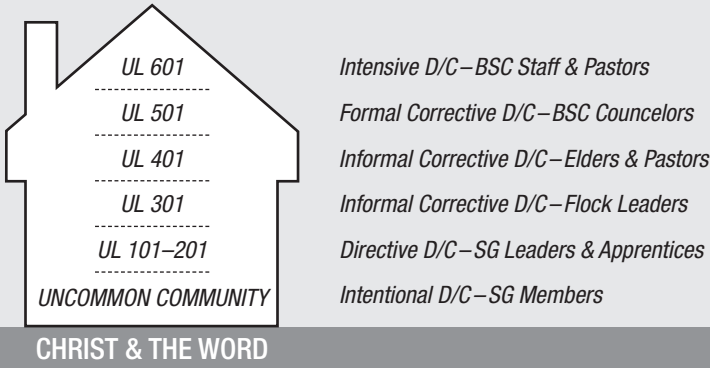 UL 601 Intensive D/C–BSC Staff & Pastors
UL 501 Formal Corrective D/C–BSC Councelors
UL 401 Informal Corrective D/C–Elders & Pastors
UL 301 Informal Corrective D/C–Flock Leaders
UL 101–201 Directive D/C–SG Leaders & Apprentices
UNCOMMON COMMUNITY Intentional D/C–SG Members
CHRIST & THE WORD